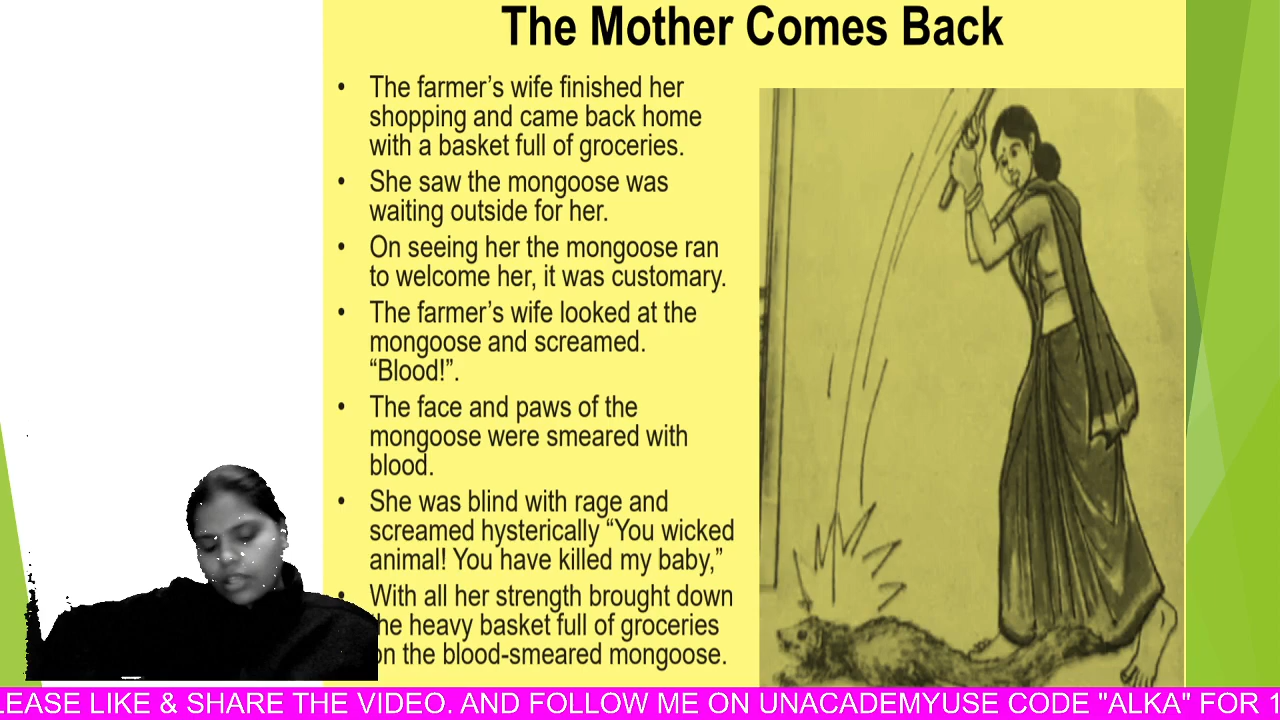 The Mother Comes Back
• The farmer’s wife finished her
shopping and came back home
with a basket full of groceries.
• She saw the mongoose was
waiting outside for her.
• On seeing her the mongoose ran
to welcome her, it was customary.
• The farmer’s wife looked at the
mongoose and screamed.
“Blood!”.
• The face and paws of the
mongoose were smeared with
blood.
• She was blind with rage and
screamed hysterically “You wicked
animal! You have killed my baby,”
• With all her strength brought down
the heavy basket full of groceries
on the blood-smeared mongoose.
LEASE LIKE & SHARE THE VIDEO. AND FOLLOW ME ON UNACADEMYUSE CODE "ALKA" FOR 1